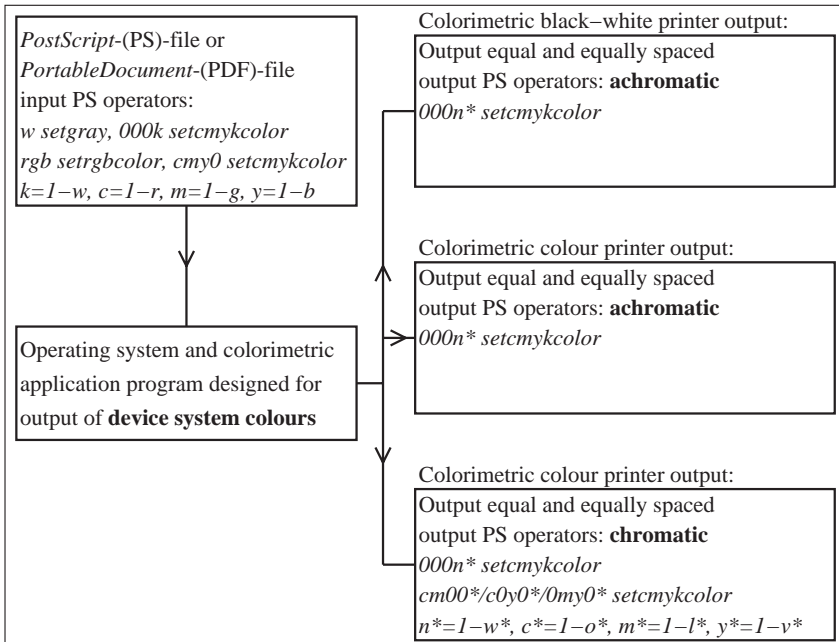 PostScript-(PS)-file or
PortableDocument-(PDF)-file
input PS operators:
w setgray, 000k setcmykcolor
rgb setrgbcolor, cmy0 setcmykcolor
k=1−w, c=1−r, m=1−g, y=1−b
Operating system and colorimetric
application program designed for
output of device system colours
Colorimetric black−white printer output:
Output equal and equally spaced
output PS operators: achromatic
000n* setcmykcolor
Colorimetric colour printer output:
Output equal and equally spaced
output PS operators: achromatic
000n* setcmykcolor
Colorimetric colour printer output:
Output equal and equally spaced
output PS operators: chromatic
000n* setcmykcolor
cm00*/c0y0*/0my0* setcmykcolor
n*=1−w*, c*=1−o*, m*=1−l*, y*=1−v*